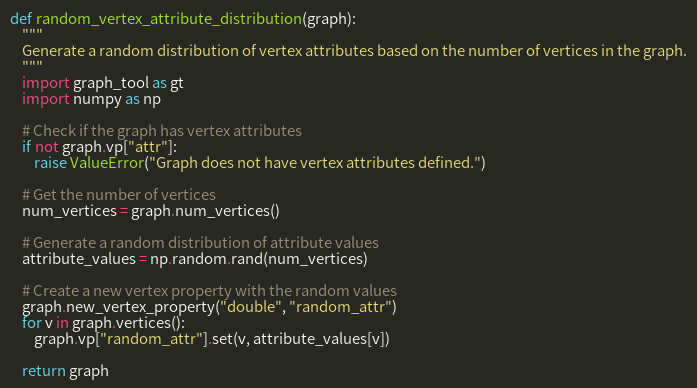 def random_vertex_attribute_distribution(graph):
    """
    Generate a random distribution of vertex attributes based on the number of vertices in the graph.
    """
    import graph_tool as gt
    import numpy as np

    # Check if the graph has vertex attributes
    if not graph.vp["attr"]:
        raise ValueError("Graph does not have vertex attributes defined.")

    # Get the number of vertices
    num_vertices = graph.num_vertices()

    # Generate a random distribution of attribute values
    attribute_values = np.random.rand(num_vertices)

    # Create a new vertex property with the random values
    graph.new_vertex_property("double", "random_attr")
    for v in graph.vertices():
        graph.vp["random_attr"].set(v, attribute_values[v])

    return graph